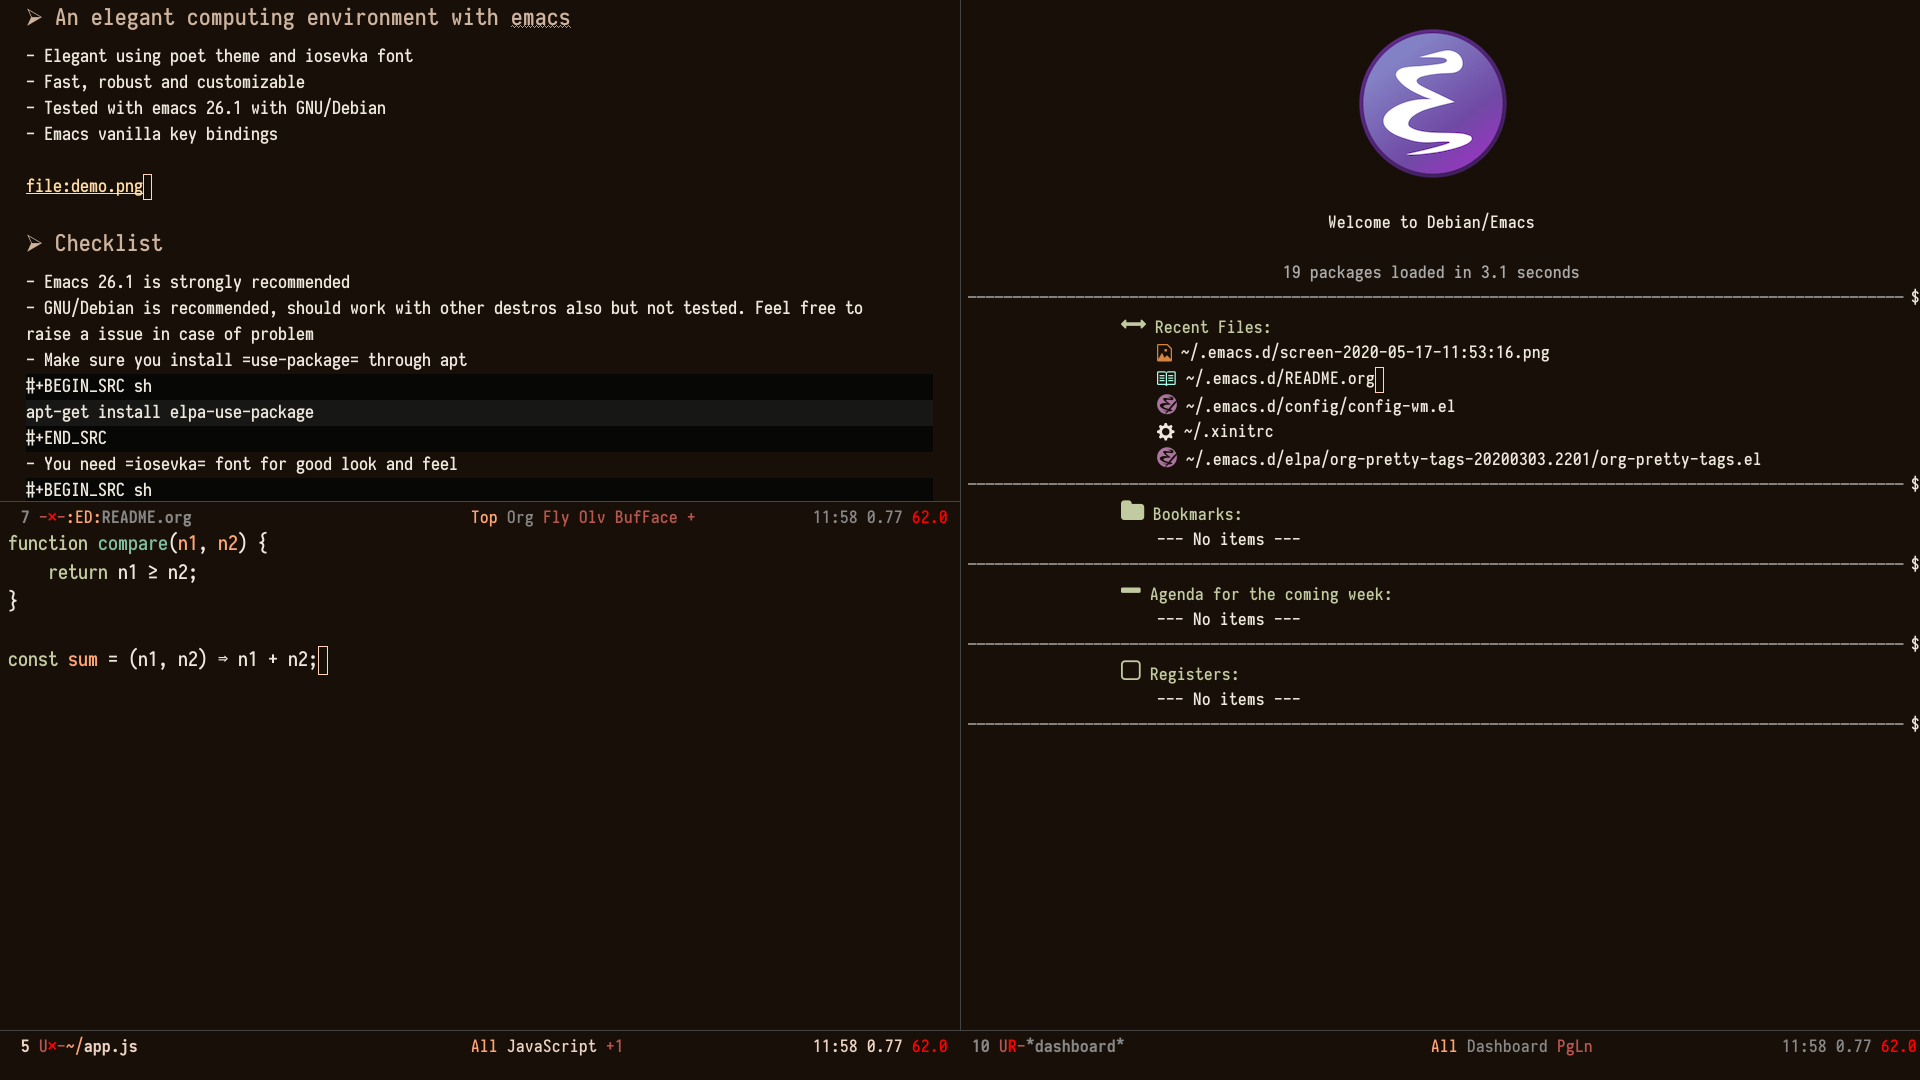 ➢ An elegant computing environment with emacs
- Elegant using poet theme and iosevka font
- Fast, robust and customizable
- Tested with emacs 26.1 with GNU/Debian
- Emacs vanilla key bindings
file:demo.png
➢ Checklist
- Emacs 26.1 is strongly recommended
- GNU/Debian is recommended, should work with other destros also but not tested. Feel free to
raise a issue in case of problem
- Make sure you install =use-package= through apt
#+BEGIN_SRC sh
apt-get install elpa-use-package
#+END_SRC
- You need =iosevka= font for good look and feel
#+BEGIN_SRC sh
7 -×-:ED:README.org Top Org Fly Olv BufFace + 11:58 0.77 62.0
function compare(n1, n2) {
    return n1 ≥ n2;
}
const sum = (n1, n2) ⇒ n1 + n2;
5 U×-~/app.js All JavaScript +1 11:58 0.77 62.0
Welcome to Debian/Emacs
19 packages loaded in 3.1 seconds
$
Recent Files:
~/.emacs.d/screen-2020-05-17-11:53:16.png
~/.emacs.d/README.org
~/.emacs.d/config/config-wm.el
~/.xinitrc
~/.emacs.d/elpa/org-pretty-tags-20200303.2201/org-pretty-tags.el
$
Bookmarks:
--- No items ---
$
Agenda for the coming week:
--- No items ---
$
Registers:
--- No items ---
$
10 UR-*dashboard* All Dashboard PgLn 11:58 0.77 62.0